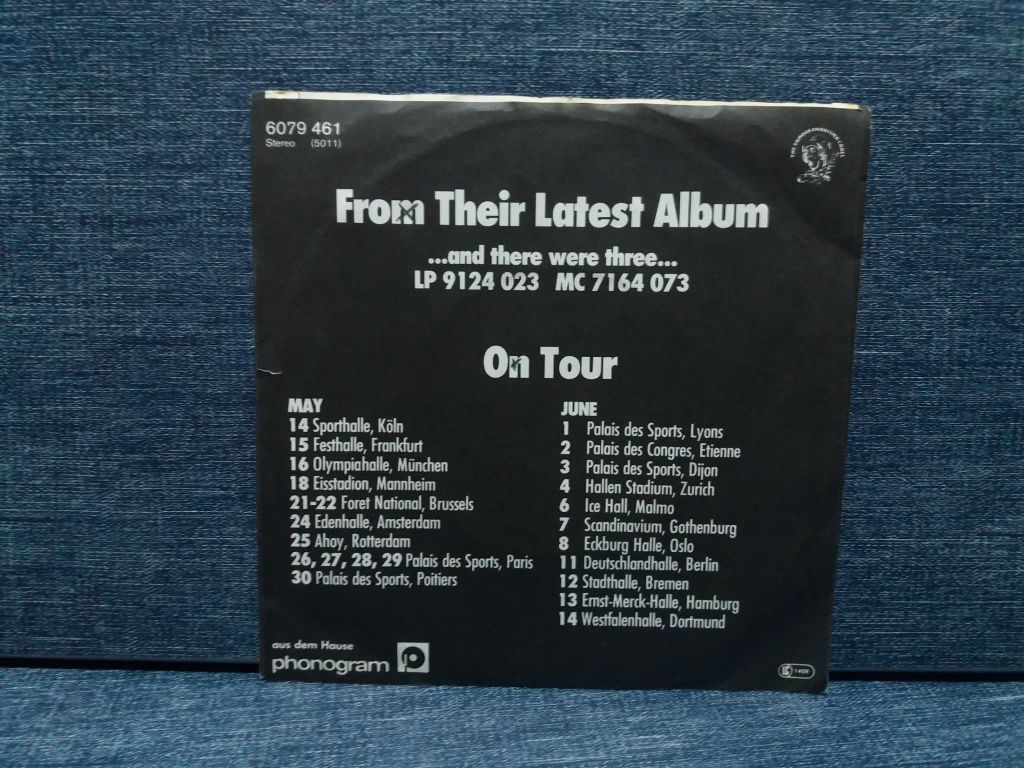 6079 461
Stereo (5011)
THE FAMOUS CHARISMA LABEL
From Their Latest Album
...and there were three...
LP 9124 023 MC 7164 073
On Tour
MAY
14 Sporthalle, Köln
15 Festhalle, Frankfurt
16 Olympiahalle, München
18 Eisstadion, Mannheim
21-22 Foret National, Brussels
24 Edenhalle, Amsterdam
25 Ahoy, Rotterdam
26, 27, 28, 29 Palais des Sports, Paris
30 Palais des Sports, Poitiers
JUNE
1 Palais des Sports, Lyons
2 Palais des Congres, Etienne
3 Palais des Sports, Dijon
4 Hallen Stadium, Zurich
6 Ice Hall, Malmo
7 Scandinavium, Gothenburg
8 Eckburg Halle, Oslo
11 Deutschlandhalle, Berlin
12 Stadthalle, Bremen
13 Ernst-Merck-Halle, Hamburg
14 Westfalenhalle, Dortmund
aus dem Hause
phonogram